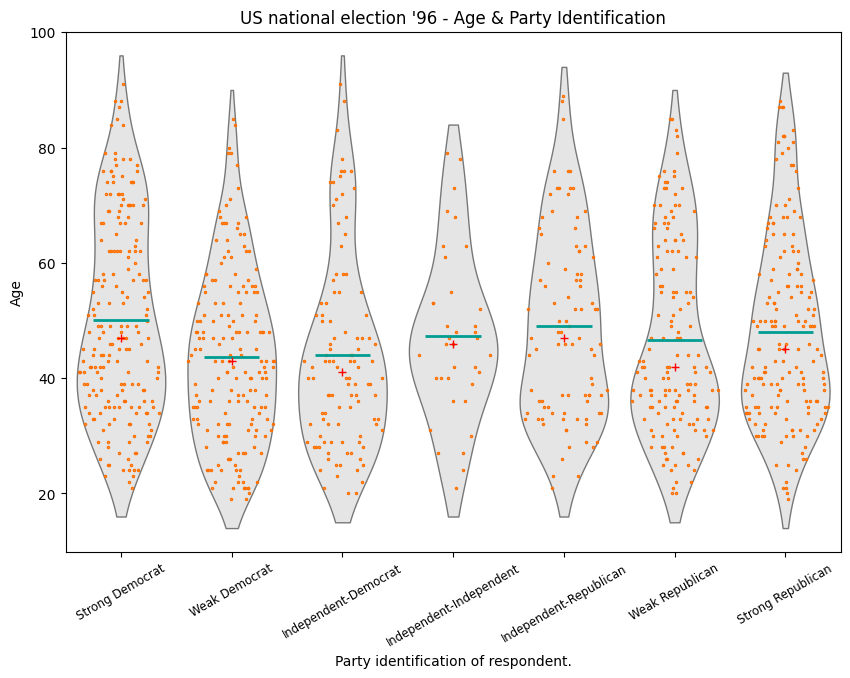 US national election '96 - Age & Party Identification
100
80
60
40
20
Age
Strong Democrat
Weak Democrat
Independent-Democrat
Independent-Independent
Independent-Republican
Weak Republican
Strong Republican
Party identification of respondent.